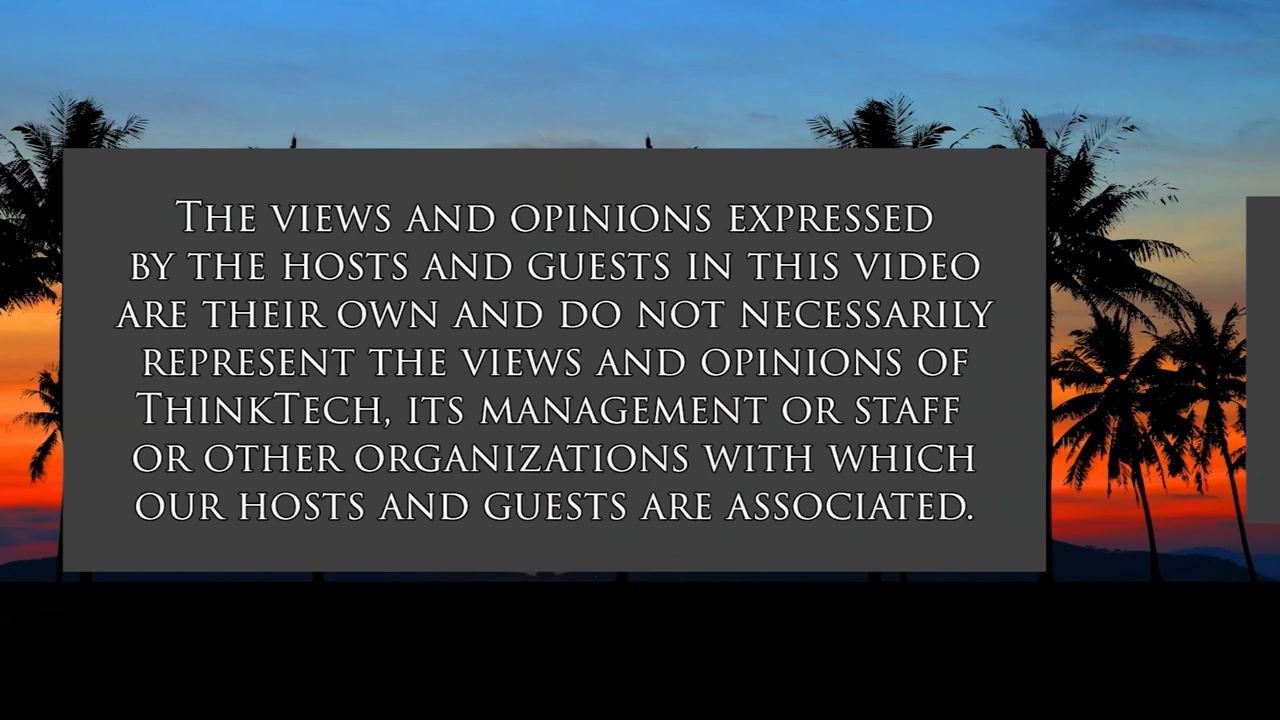 The views and opinions expressed
by the hosts and guests in this video
are their own and do not necessarily
represent the views and opinions of
ThinkTech, its management or staff
or other organizations with which
our hosts and guests are associated.